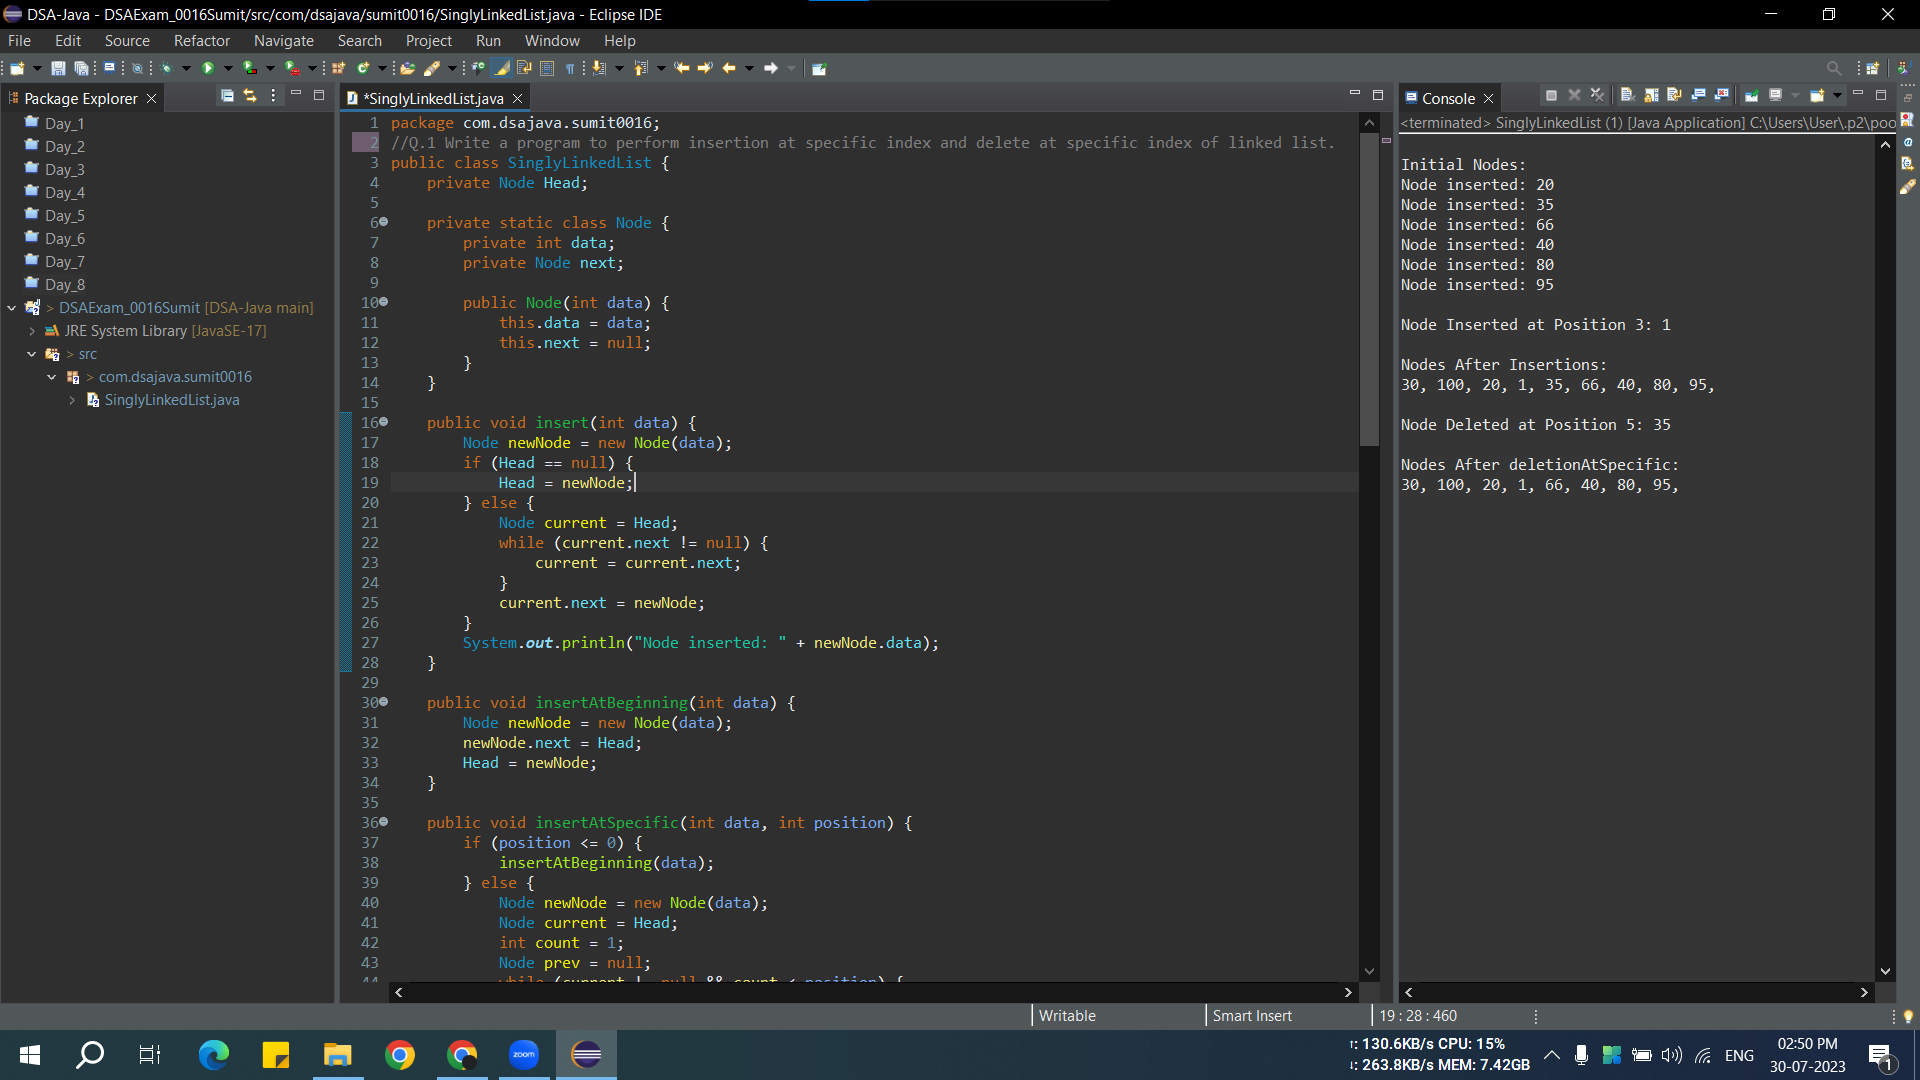 DSA-Java - DSAExam_0016Sumit/src/com/dsajava/sumit0016/SinglyLinkedList.java - Eclipse IDE
File Edit Source Refactor Navigate Search Project Run Window Help
Package Explorer
Day_1
Day_2
Day_3
Day_4
Day_5
Day_6
Day_7
Day_8
> DSAExam_0016Sumit [DSA-Java main]
JRE System Library [JavaSE-17]
> src
> com.dsajava.sumit0016
SinglyLinkedList.java
*SinglyLinkedList.java
1 package com.dsajava.sumit0016;
2 //Q.1 Write a program to perform insertion at specific index and delete at specific index of linked list.
3 public class SinglyLinkedList {
4 private Node Head;
5
6 private static class Node {
7 private int data;
8 private Node next;
9
10 public Node(int data) {
11 this.data = data;
12 this.next = null;
13 }
14 }
15
16 public void insert(int data) {
17 Node newNode = new Node(data);
18 if (Head == null) {
19 Head = newNode;
20 } else {
21 Node current = Head;
22 while (current.next != null) {
23 current = current.next;
24 }
25 current.next = newNode;
26 }
27 System.out.println("Node inserted: " + newNode.data);
28 }
29
30 public void insertAtBeginning(int data) {
31 Node newNode = new Node(data);
32 newNode.next = Head;
33 Head = newNode;
34 }
35
36 public void insertAtSpecific(int data, int position) {
37 if (position <= 0) {
38 insertAtBeginning(data);
39 } else {
40 Node newNode = new Node(data);
41 Node current = Head;
42 int count = 1;
43 Node prev = null;
44 while (current != null && count < position) {
Console
<terminated> SinglyLinkedList (1) [Java Application] C:\Users\User\.p2\poo
Initial Nodes:
Node inserted: 20
Node inserted: 35
Node inserted: 66
Node inserted: 40
Node inserted: 80
Node inserted: 95
Node Inserted at Position 3: 1
Nodes After Insertions:
30, 100, 20, 1, 35, 66, 40, 80, 95,
Node Deleted at Position 5: 35
Nodes After deletionAtSpecific:
30, 100, 20, 1, 66, 40, 80, 95,
Writable Smart Insert 19 : 28 : 460
zoom
130.6KB/s CPU: 15%
263.8KB/s MEM: 7.42GB
ENG
02:50 PM
30-07-2023
1